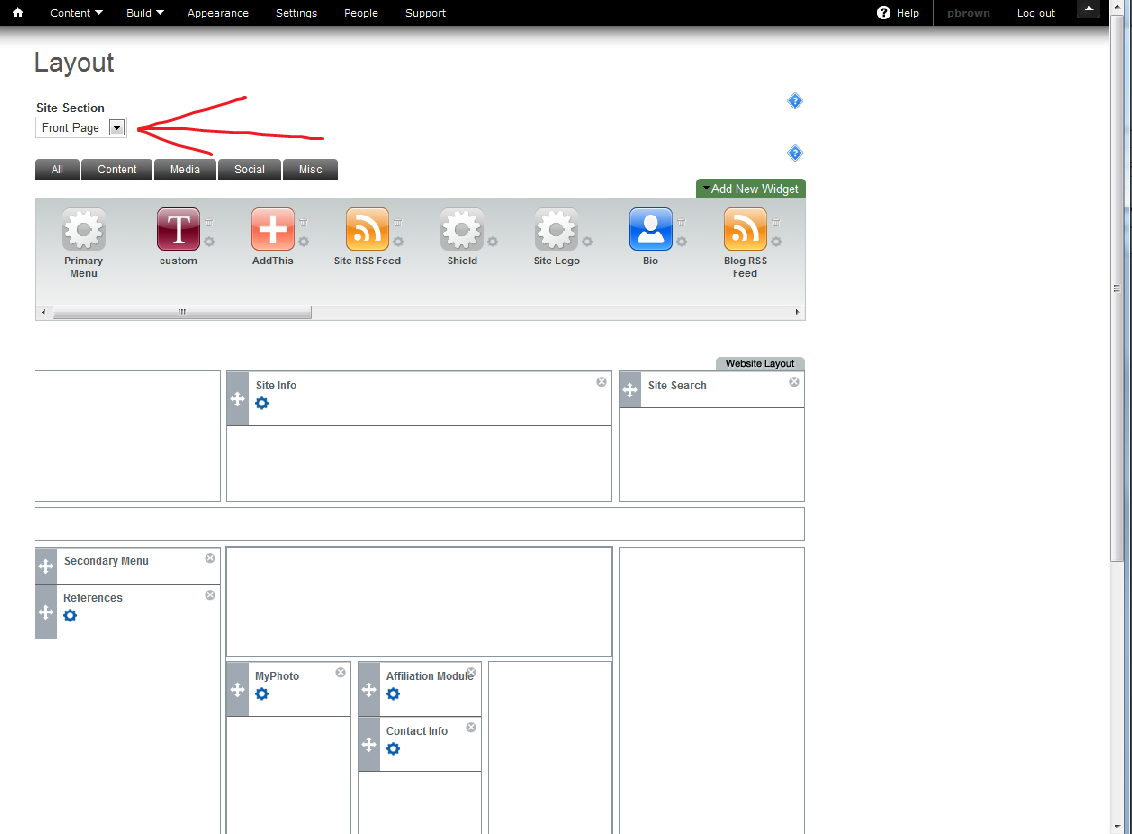 Content Build Appearance Settings People Support Help pbrown Log out
Layout
Site Section
Front Page
All Content Media Social Misc
Add New Widget
Primary Menu
custom
AddThis
Site RSS Feed
Shield
Site Logo
Bio
Blog RSS Feed
Website Layout
Site Info
Site Search
Secondary Menu
References
MyPhoto
Affiliation Module
Contact Info